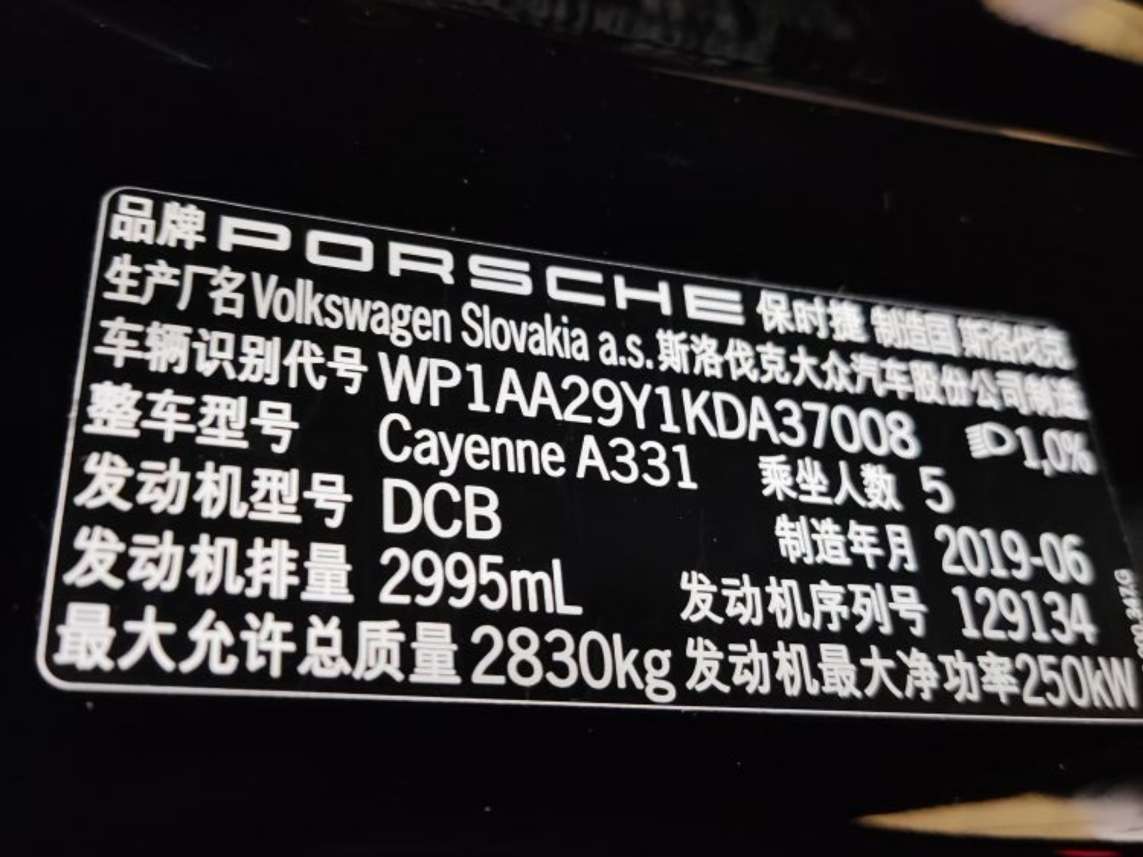 品牌 PORSCHE 保时捷 制造国 斯洛伐克
生产厂名 Volkswagen Slovakia a.s. 斯洛伐克大众汽车股份公司制造
车辆识别代号 WP1AA29Y1KDA37008 1,0%
整车型号 Cayenne A331 乘坐人数 5
发动机型号 DCB 制造年月 2019-06
发动机排量 2995mL 发动机序列号 129134
最大允许总质量 2830kg 发动机最大净功率 250kW